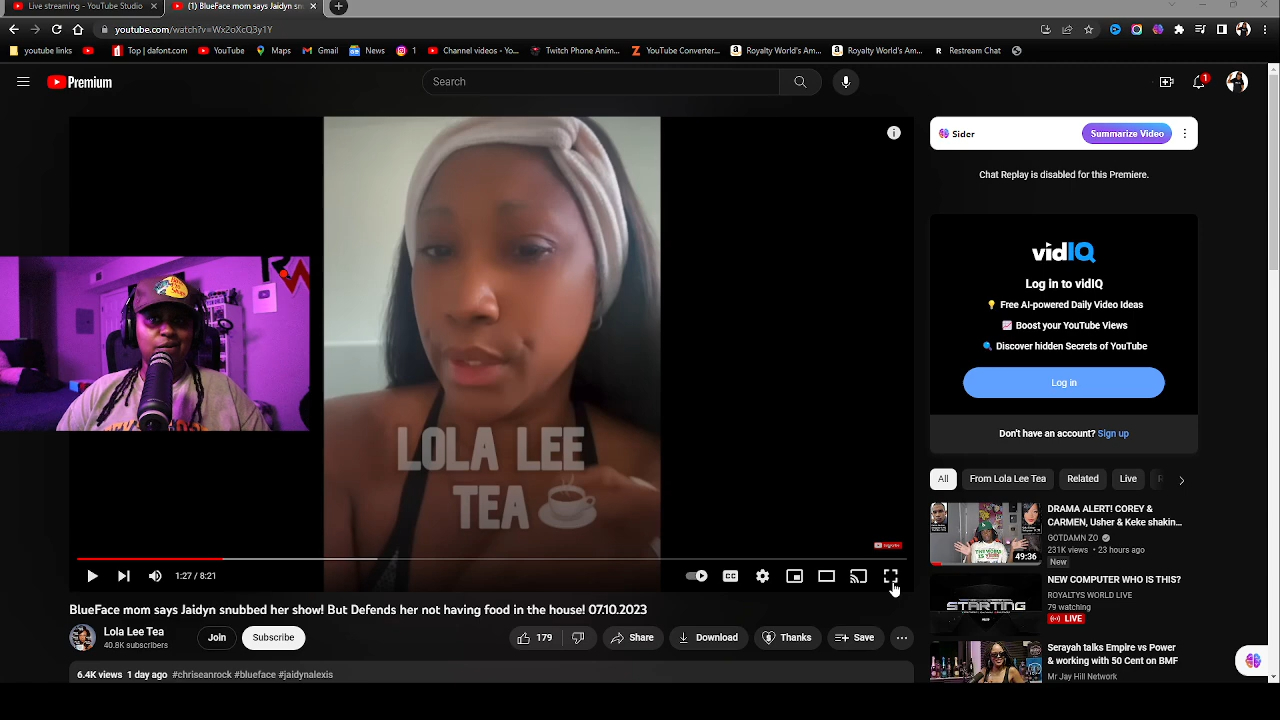 Live streaming - YouTube Studio
(1) BlueFace mom says Jaidyn sn
youtube.com/watch?v=Wx2oXcQ3y1Y
youtube links
Top | dafont.com
YouTube
Maps
Gmail
News
1
Channel videos - Yo...
Twitch Phone Anim...
YouTube Converter...
Royalty World's Am...
Royalty World's Am...
Restream Chat
Premium
Search
1
Sider
Summarize Video
Chat Replay is disabled for this Premiere.
vidIQ
Log in to vidIQ
Free AI-powered Daily Video Ideas
Boost your YouTube Views
Discover hidden Secrets of YouTube
Log in
Don't have an account? Sign up
LOLA LEE
TEA
1:27 / 8:21
CC
BlueFace mom says Jaidyn snubbed her show! But Defends her not having food in the house! 07.10.2023
Lola Lee Tea
40.8K subscribers
Join
Subscribe
179
Share
Download
Thanks
Save
6.4K views 1 day ago #chriseanrock #blueface #jaidynalexis
All
From Lola Lee Tea
Related
Live
DRAMA ALERT! COREY &
CARMEN, Usher & Keke shakin...
GOTDAMN ZO
231K views • 23 hours ago
New
49:36
NEW COMPUTER WHO IS THIS?
ROYALTYS WORLD LIVE
79 watching
LIVE
STARTING
Serayah talks Empire vs Power
& working with 50 Cent on BMF
Mr Jay Hill Network